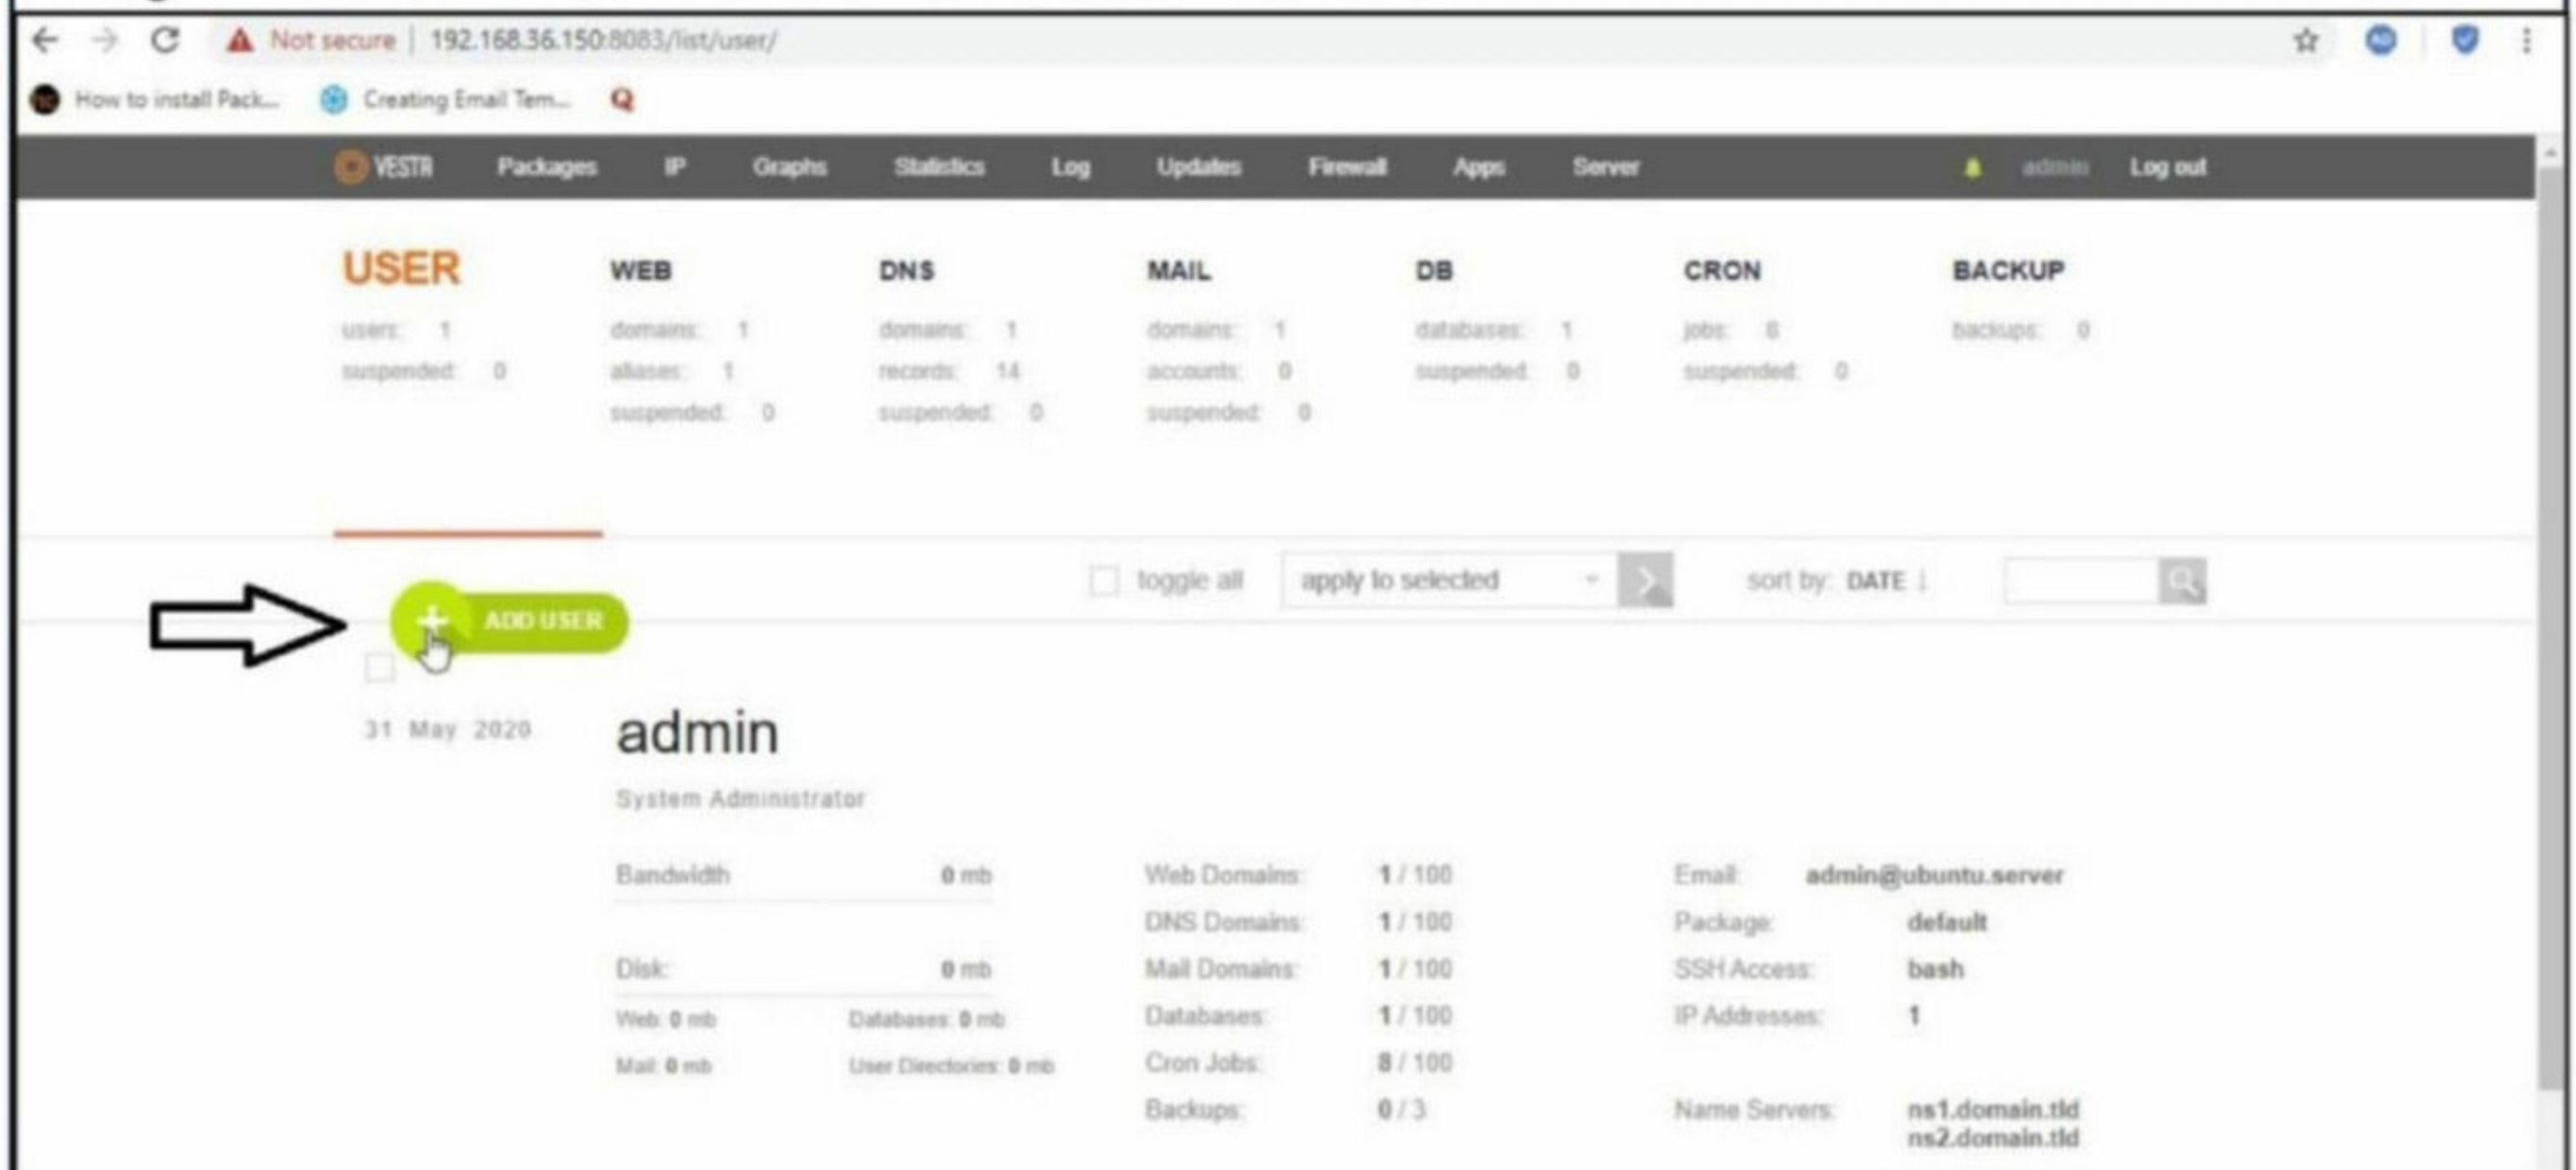 Not secure | 192.168.36.150:8083/list/user/
How to install Pack... Creating Email Tem...
VESTA Packages IP Graphs Statistics Log Updates Firewall Apps Server admin Log out
USER WEB DNS MAIL DB CRON BACKUP
users: 1 domains: 1 domains: 1 domains: 1 databases: 1 jobs: 8 backups: 0
suspended: 0 aliases: 1 records: 14 accounts: 0 suspended: 0 suspended: 0
suspended: 0 suspended: 0 suspended: 0
toggle all apply to selected sort by: DATE ↓
+ ADD USER
31 May 2020 admin
System Administrator
Bandwidth 0 mb Web Domains: 1 / 100 Email: admin@ubuntu.server
DNS Domains: 1 / 100 Package: default
Disk: 0 mb Mail Domains: 1 / 100 SSH Access: bash
Web: 0 mb Databases: 0 mb Databases: 1 / 100 IP Addresses: 1
Mail: 0 mb User Directories: 0 mb Cron Jobs: 8 / 100
Backups: 0 / 3 Name Servers: ns1.domain.tld
ns2.domain.tld